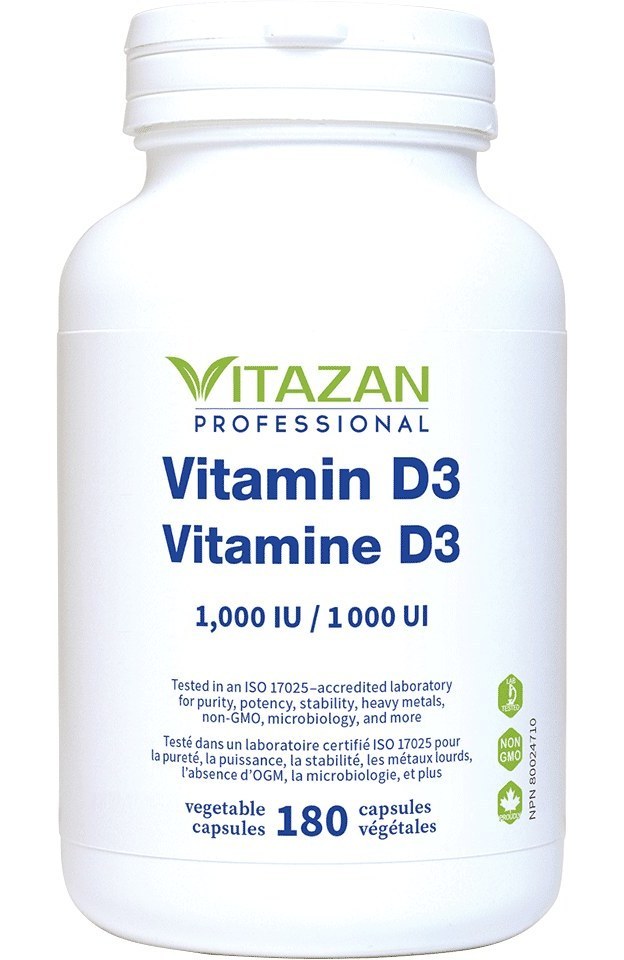 VITAZAN
PROFESSIONAL
Vitamin D3
Vitamine D3
1,000 IU / 1 000 UI
Tested in an ISO 17025–accredited laboratory
for purity, potency, stability, heavy metals,
non-GMO, microbiology, and more
Testé dans un laboratoire certifié ISO 17025 pour
la pureté, la puissance, la stabilité, les métaux lourds,
l’absence d’OGM, la microbiologie, et plus
vegetable
capsules
180
capsules
végétales
LAB
TESTED
NON
GMO
PROUDLY
NPN 80024710